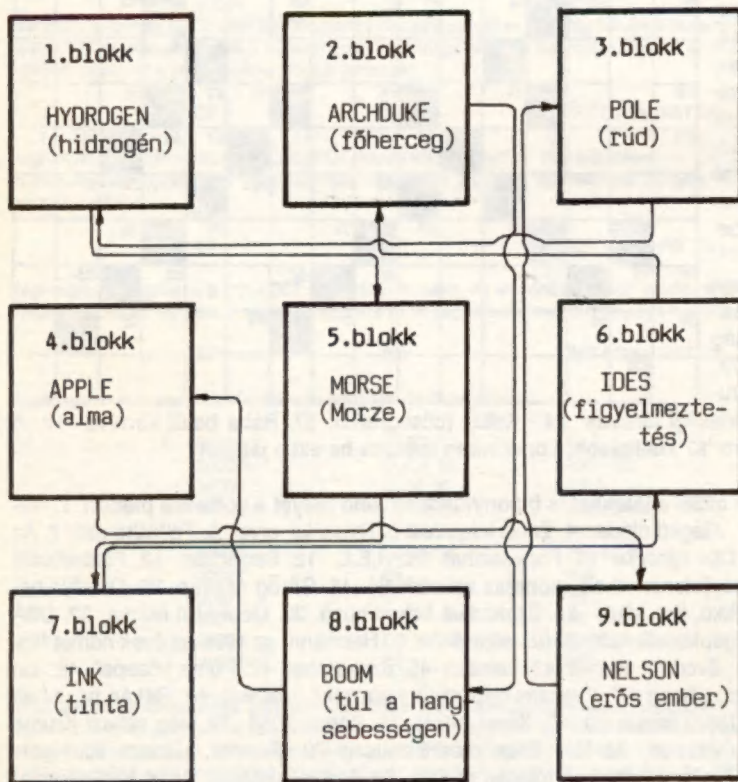 1.blokk
HYDROGEN
(hidrogén)
2.blokk
ARCHDUKE
(főherceg)
3.blokk
POLE
(rúd)
4.blokk
APPLE
(alma)
5.blokk
MORSE
(Morze)
6.blokk
IDES
(figyelmezte-
tés)
7.blokk
INK
(tinta)
8.blokk
BOOM
(túl a hang-
sebességen)
9.blokk
NELSON
(erős ember)